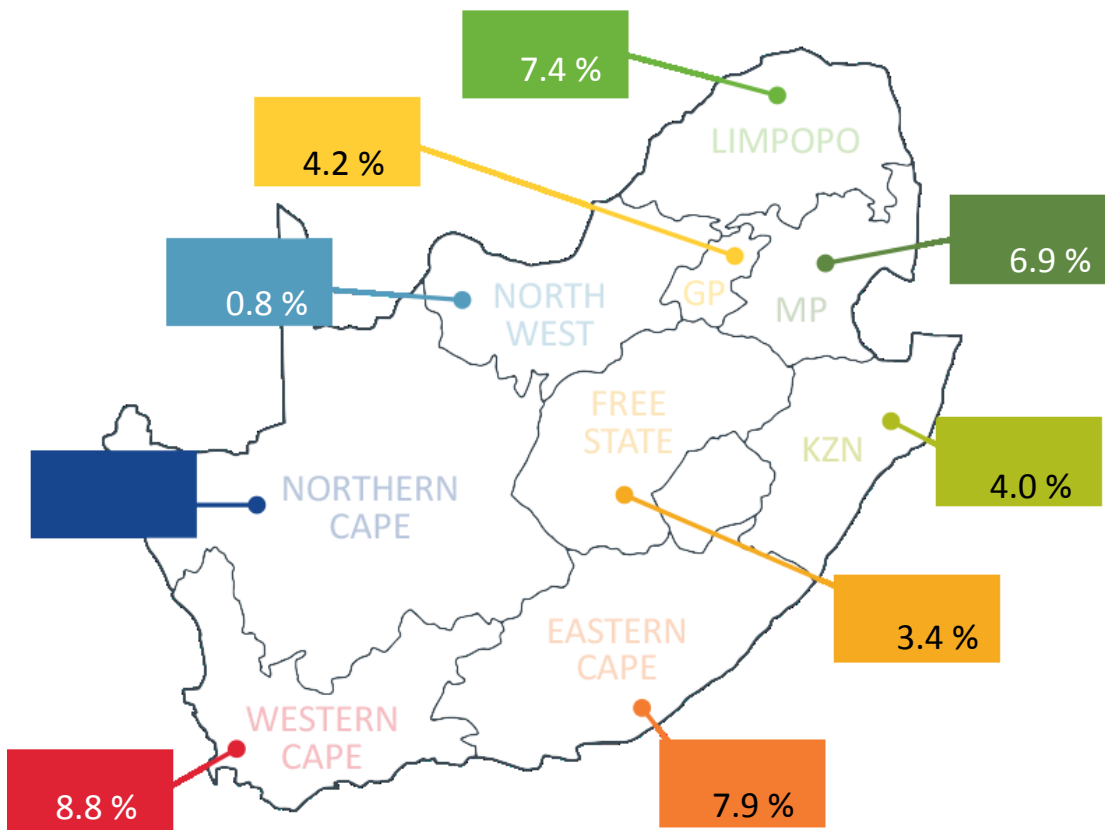 7.4 %
LIMPOPO
4.2 %
6.9 %
0.8 %
NORTH
WEST
GP
MP
FREE
STATE
KZN
4.0 %
NORTHERN
CAPE
3.4 %
EASTERN
CAPE
WESTERN
CAPE
8.8 %
7.9 %